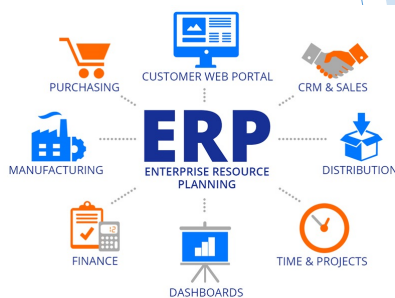 CUSTOMER WEB PORTAL
PURCHASING
CRM & SALES
ERP
ENTERPRISE RESOURCE
PLANNING
MANUFACTURING
DISTRIBUTION
FINANCE
TIME & PROJECTS
DASHBOARDS